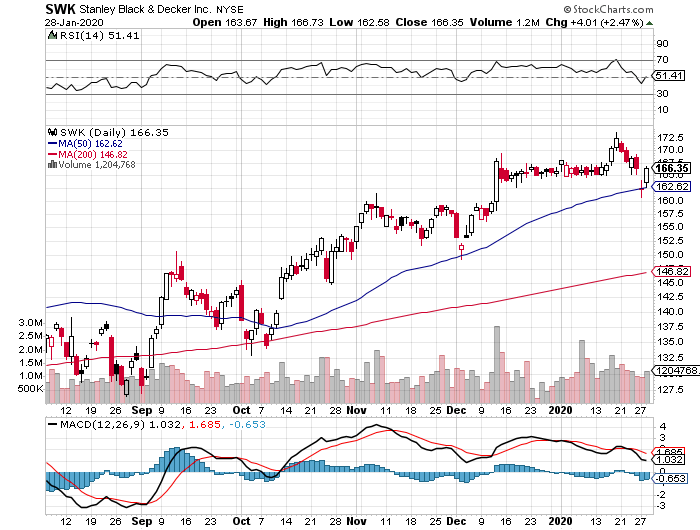 SWK Stanley Black & Decker Inc. NYSE © StockCharts.com
28-Jan-2020 Open 163.67 High 166.73 Low 162.58 Close 166.35 Volume 1.2M Chg +4.01 (+2.47%)
RSI(14) 51.41
90
70
51.41
30
10
SWK (Daily) 166.35
MA(50) 162.62
MA(200) 146.82
Volume 1,204,768
172.5
170.0
166.35
165.0
162.62
160.0
157.5
155.0
152.5
150.0
146.82
145.0
142.5
140.0
137.5
135.0
132.5
1204768
127.5
3.0M
2.5M
2.0M
1.5M
1.0M
500K
12 19 26 Sep 9 16 23 Oct 7 14 21 28 Nov 11 18 25 Dec 9 16 23 2020 13 21 27
MACD(12,26,9) 1.032, 1.685, -0.653
4
3
2
1.685
1.032
-0.653
-1
-2
-3
12 19 26 Sep 9 16 23 Oct 7 14 21 28 Nov 11 18 25 Dec 9 16 23 2020 13 21 27